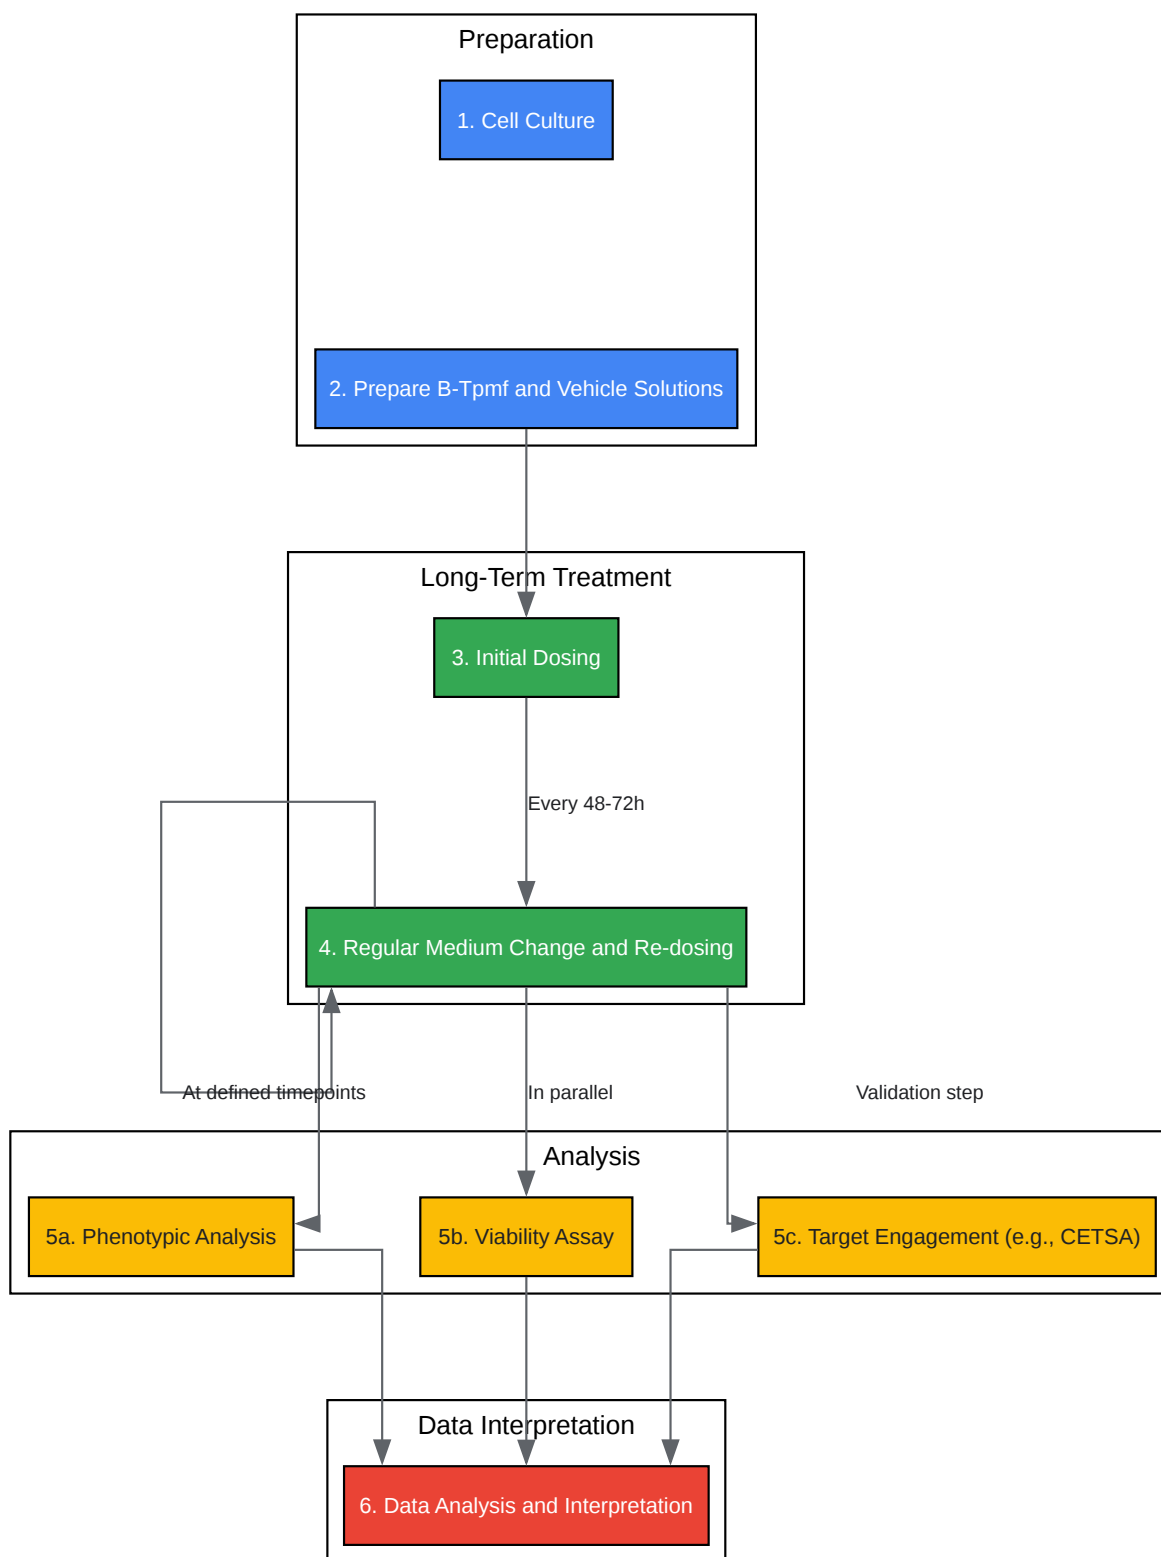 Preparation
1. Cell Culture
2. Prepare B-Tpmf and Vehicle Solutions
Long-Term Treatment
3. Initial Dosing
Every 48-72h
4. Regular Medium Change and Re-dosing
At defined timepoints
In parallel
Validation step
Analysis
5a. Phenotypic Analysis
5b. Viability Assay
5c. Target Engagement (e.g., CETSA)
Data Interpretation
6. Data Analysis and Interpretation